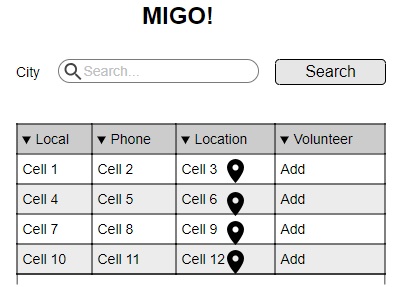 MIGO!
City Search... Search
▼ Local ▼ Phone ▼ Location ▼ Volunteer
Cell 1 Cell 2 Cell 3 Add
Cell 4 Cell 5 Cell 6 Add
Cell 7 Cell 8 Cell 9 Add
Cell 10 Cell 11 Cell 12 Add